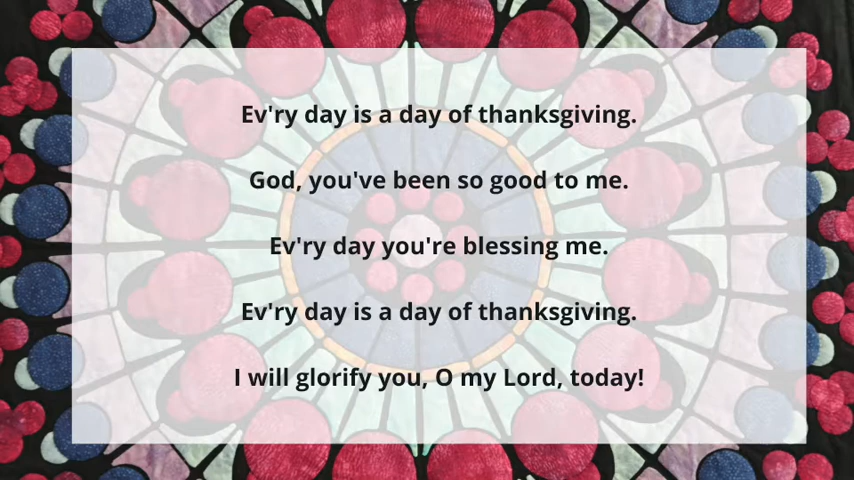 Ev'ry day is a day of thanksgiving.
God, you've been so good to me.
Ev'ry day you're blessing me.
Ev'ry day is a day of thanksgiving.
I will glorify you, O my Lord, today!